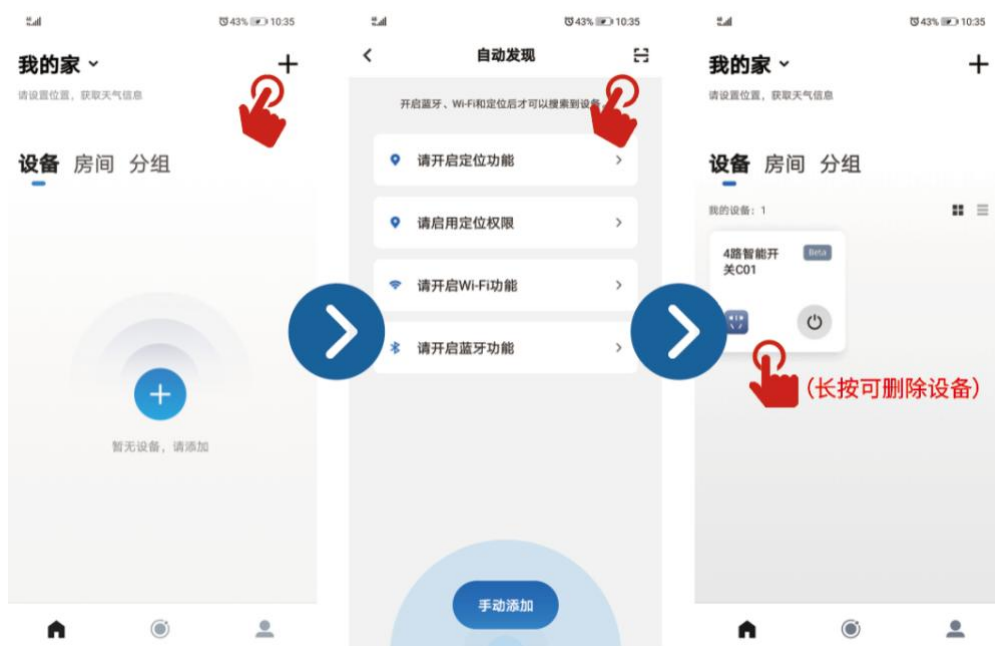 43% 10:35
我的家
请设置位置，获取天气信息
设备 房间 分组
暂无设备，请添加
43% 10:35
自动发现
开启蓝牙、Wi-Fi和定位后才可以搜索到设备
请开启定位功能
请启用定位权限
请开启Wi-Fi功能
请开启蓝牙功能
手动添加
43% 10:35
我的家
请设置位置，获取天气信息
设备 房间 分组
我的设备：1
4路智能开
关C01
Beta
（长按可删除设备）